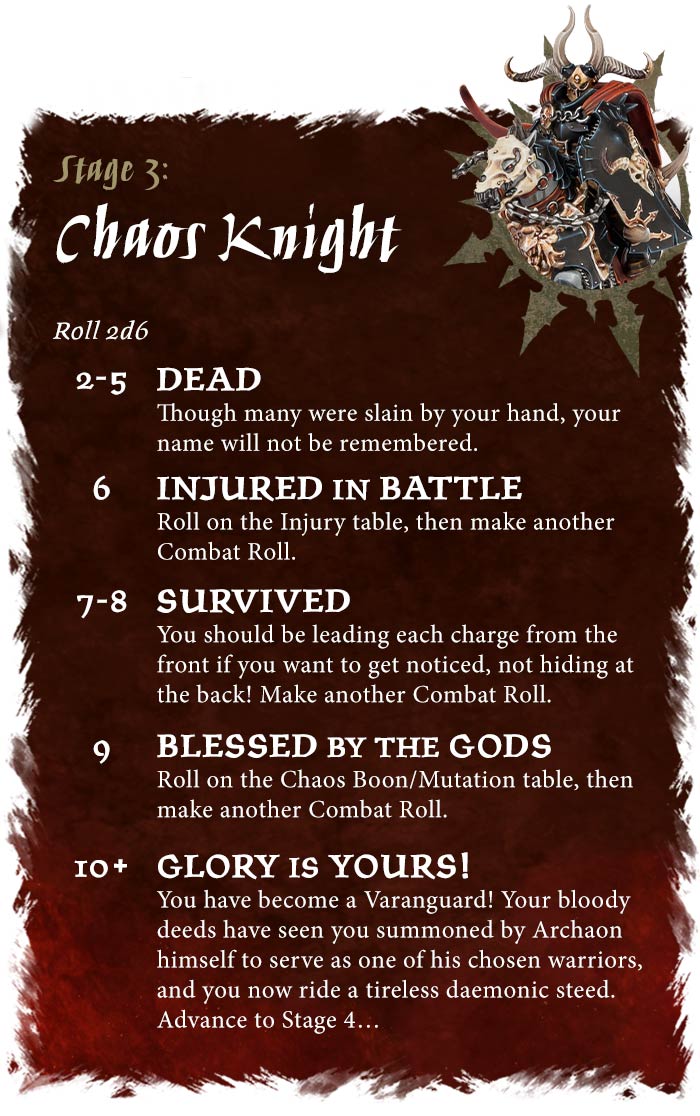 Stage 3:
Chaos Knight
Roll 2d6
2-5 DEAD
Though many were slain by your hand, your
name will not be remembered.
6 INJURED IN BATTLE
Roll on the Injury table, then make another
Combat Roll.
7-8 SURVIVED
You should be leading each charge from the
front if you want to get noticed, not hiding at
the back! Make another Combat Roll.
9 BLESSED BY THE GODS
Roll on the Chaos Boon/Mutation table, then
make another Combat Roll.
10+ GLORY IS YOURS!
You have become a Varanguard! Your bloody
deeds have seen you summoned by Archaon
himself to serve as one of his chosen warriors,
and you now ride a tireless daemonic steed.
Advance to Stage 4…